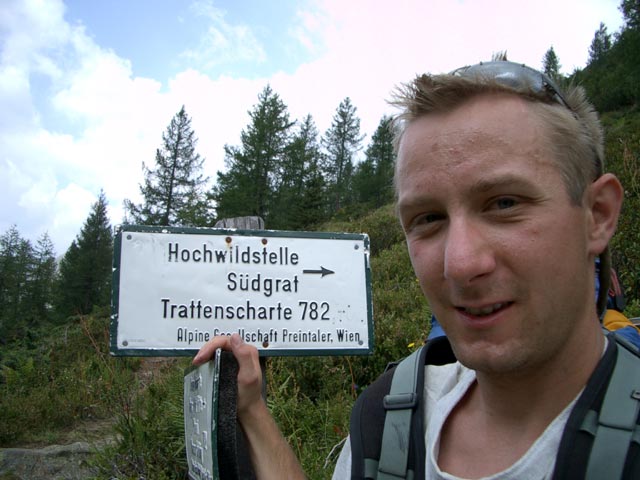 Hochwildstelle
Südgrat
Trattenscharte 782
Alpine Gesellschaft Preintaler, Wien